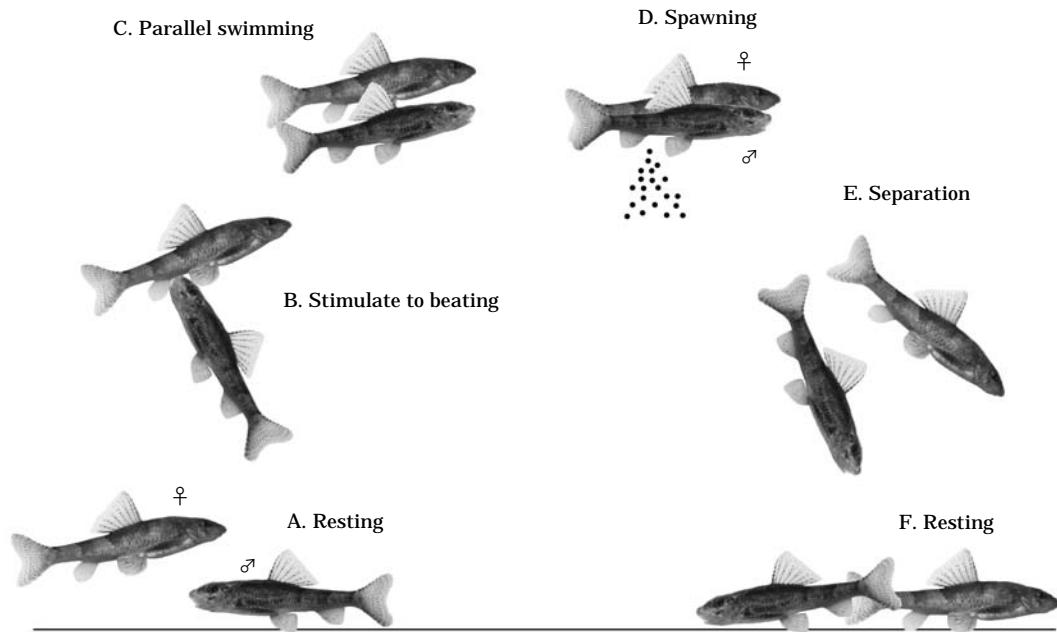 C. Parallel swimming
D. Spawning
♀
♂
E. Separation
B. Stimulate to beating
♀
A. Resting
♂
F. Resting